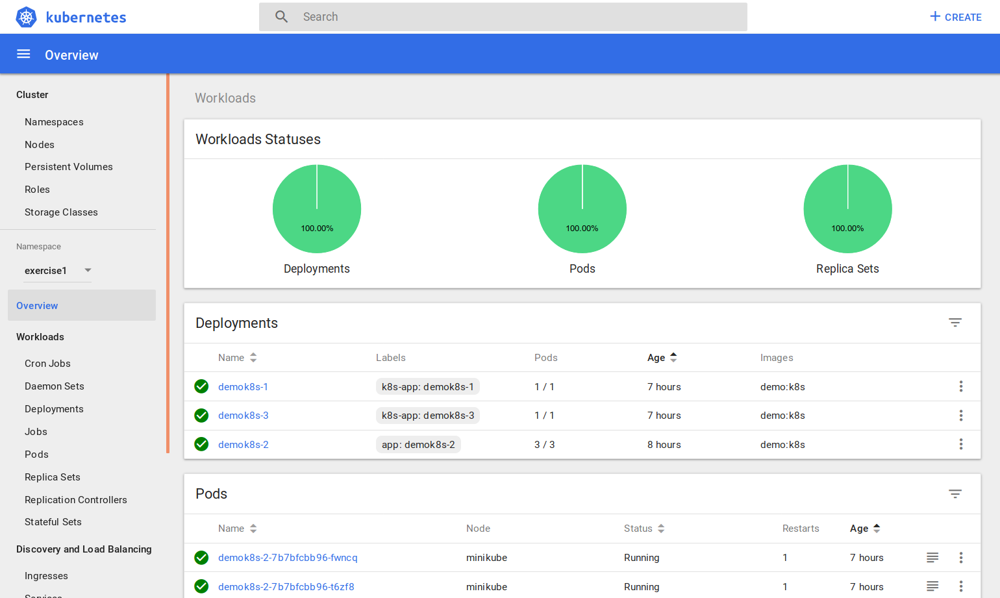 kubernetes
Search
CREATE
Overview
Cluster
Namespaces
Nodes
Persistent Volumes
Roles
Storage Classes
Namespace
exercise1
Overview
Workloads
Cron Jobs
Daemon Sets
Deployments
Jobs
Pods
Replica Sets
Replication Controllers
Stateful Sets
Discovery and Load Balancing
Ingresses
Services
Workloads
Workloads Statuses
100.00% 100.00% 100.00%
Deployments Pods Replica Sets
Deployments
Name Labels Pods Age Images
demok8s-1 k8s-app: demok8s-1 1 / 1 7 hours demo:k8s
demok8s-3 k8s-app: demok8s-3 1 / 1 7 hours demo:k8s
demok8s-2 app: demok8s-2 3 / 3 8 hours demo:k8s
Pods
Name Node Status Restarts Age
demok8s-2-7b7bfcbb96-fwncq minikube Running 1 7 hours
demok8s-2-7b7bfcbb96-t6zf8 minikube Running 1 7 hours